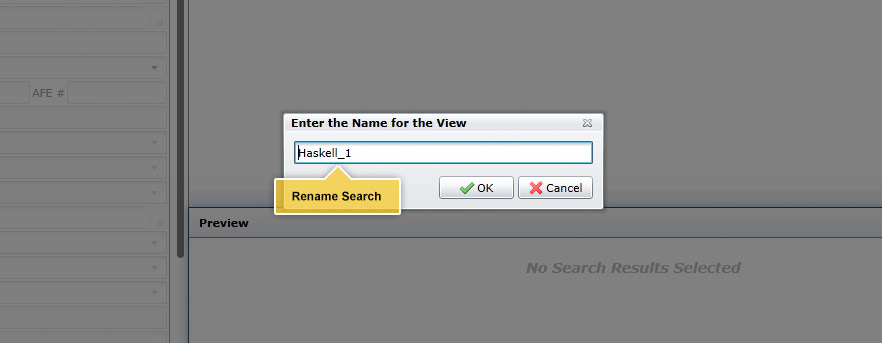 AFE #
Enter the Name for the View
Haskell_1
Rename Search
OK
Cancel
Preview
No Search Results Selected